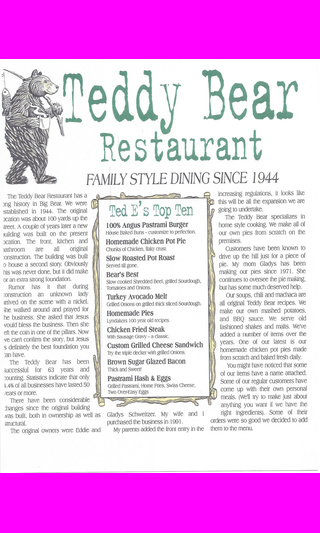 Teddy Bear
Restaurant
FAMILY STYLE DINING SINCE 1944
The Teddy Bear Restaurant has a
long history in Big Bear. We were
established in 1944. The original
location was about 100 yards up the
street. A couple of years later a new
building was built on the present
location. The front, kitchen and
bathroom are all original
construction. The building was built
to house a second story. Obviously
this was never done, but it did make
for an extra strong foundation.
Rumor has it that during
construction an unknown lady
arrived on the scene with a nickel.
She walked around and prayed for
the business. She asked that Jesus
would bless the business. Then she
left the coin in one of the pillars. Now
we can't confirm the story, but Jesus
is definitely the best foundation you
can have.
The Teddy Bear has been
successful for 63 years and
counting. Statistics indicate that only
1.4% of all businesses have lasted 50
years or more.
There have been considerable
changes since the original building
was built, both in ownership as well as
structural.
The original owners were Eddie and
Ted E's Top Ten
100% Angus Pastrami Burger
House Baked Buns - customize to perfection.
Homemade Chicken Pot Pie
Chunks of Chicken, flaky crust.
Slow Roasted Pot Roast
Served all gone.
Bear's Best
Slow cooked Shredded Beef, grilled Sourdough,
Tomatoes and Onions.
Turkey Avocado Melt
Grilled Onions on grilled thick sliced Sourdough.
Homemade Pies
Lyndalee's 100 year old recipes.
Chicken Fried Steak
With Sausage Gravy - a classic.
Custom Grilled Cheese Sandwich
Try the triple decker with grilled Onions.
Brown Sugar Glazed Bacon
Thick and Sweet!
Pastrami Hash & Eggs
Grilled Pastrami, Home Fries, Swiss Cheese,
Two Over-Easy Eggs
Gladys Schweitzer. My wife and I
purchased the business in 1991.
My parents added the front entry in the
increasing regulations, it looks like
this will be all the expansion we are
going to undertake.
The Teddy Bear specializes in
home style cooking. We make all of
our own pies from scratch on the
premises.
Customers have been known to
drive up the hill just for a piece of
pie. My mom Gladys has been
making our pies since 1971. She
continues to oversee the pie making,
but has some much deserved help.
Our soups, chili and machaca are
all original Teddy Bear recipes. We
make our own mashed potatoes,
and BBQ sauce. We serve old
fashioned shakes and malts. We've
added a number of items over the
years. One of our latest is our
homemade chicken pot pies made
from scratch and baked fresh daily.
You might have noticed that some
of our items have a name attached.
Some of our regular customers have
come up with their own personal
meals. (We'll try to make just about
anything you want if we have the
right ingredients). Some of their
orders were so good we decided to add
them to the menu.